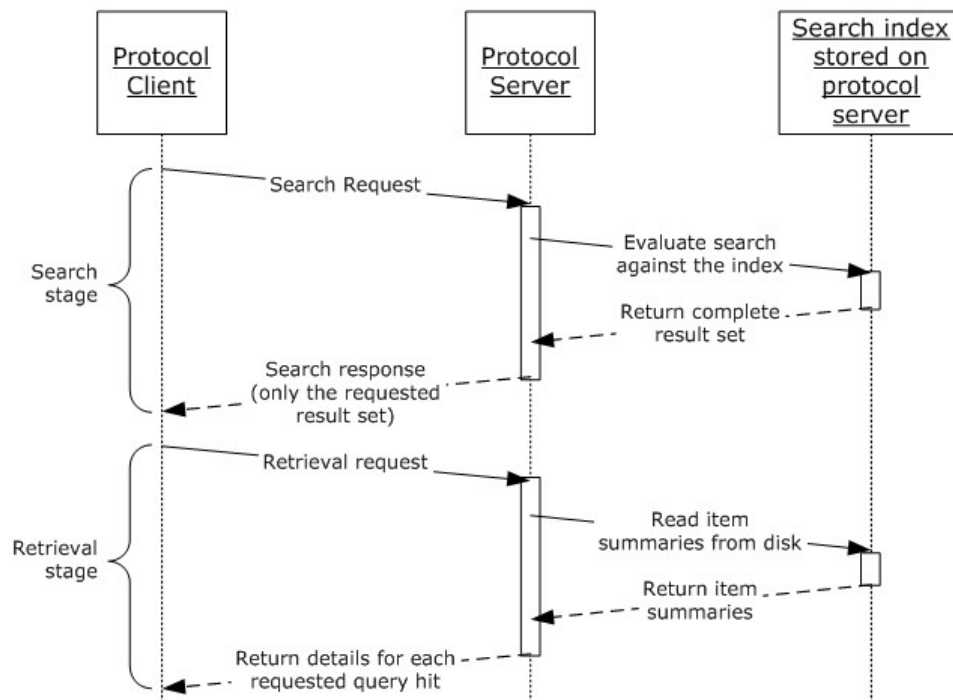 Protocol
Client
Protocol
Server
Search index
stored on
protocol
server
Search Request
Evaluate search
against the index
Search
stage
Return complete
result set
Search response
(only the requested
result set)
Retrieval request
Read item
summaries from disk
Retrieval
stage
Return item
summaries
Return details for each
requested query hit